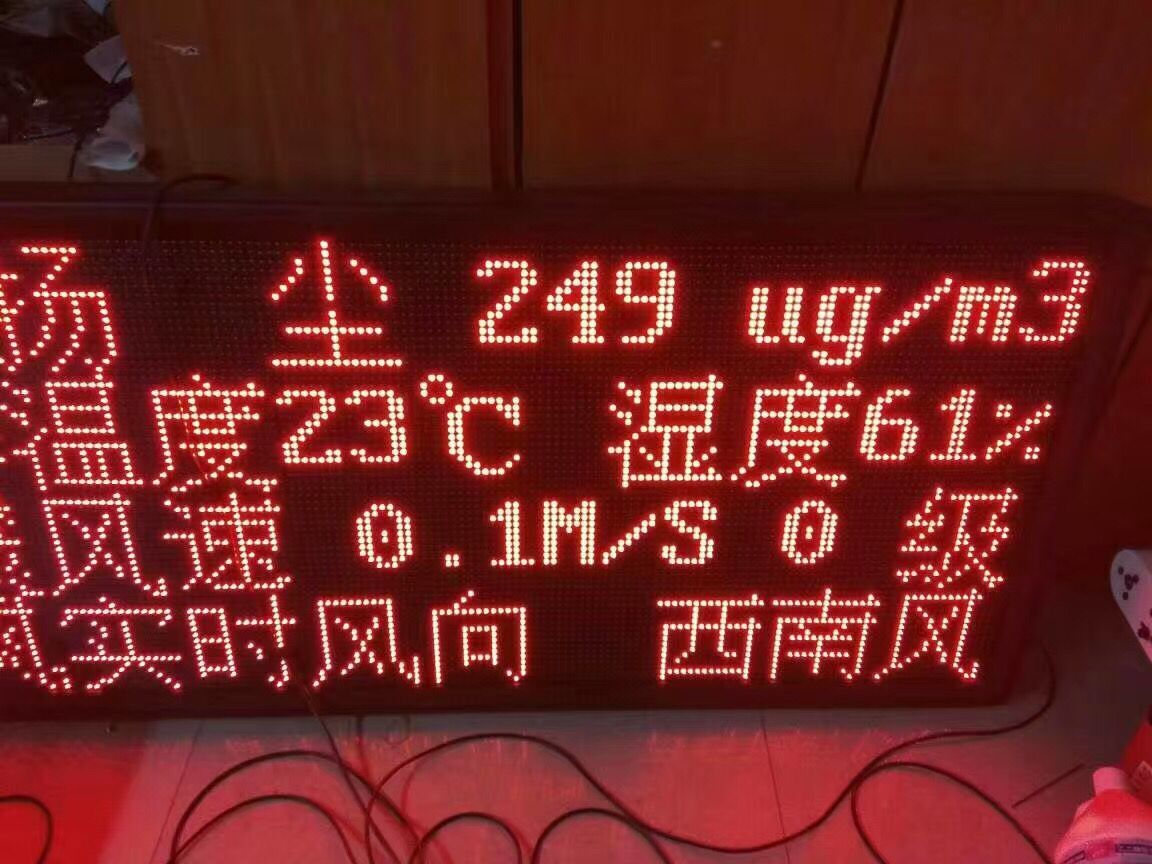 扬 尘 249 ug/m3
温度23℃ 湿度61%
风速 0.1M/S 0 级
实时风向 西南风